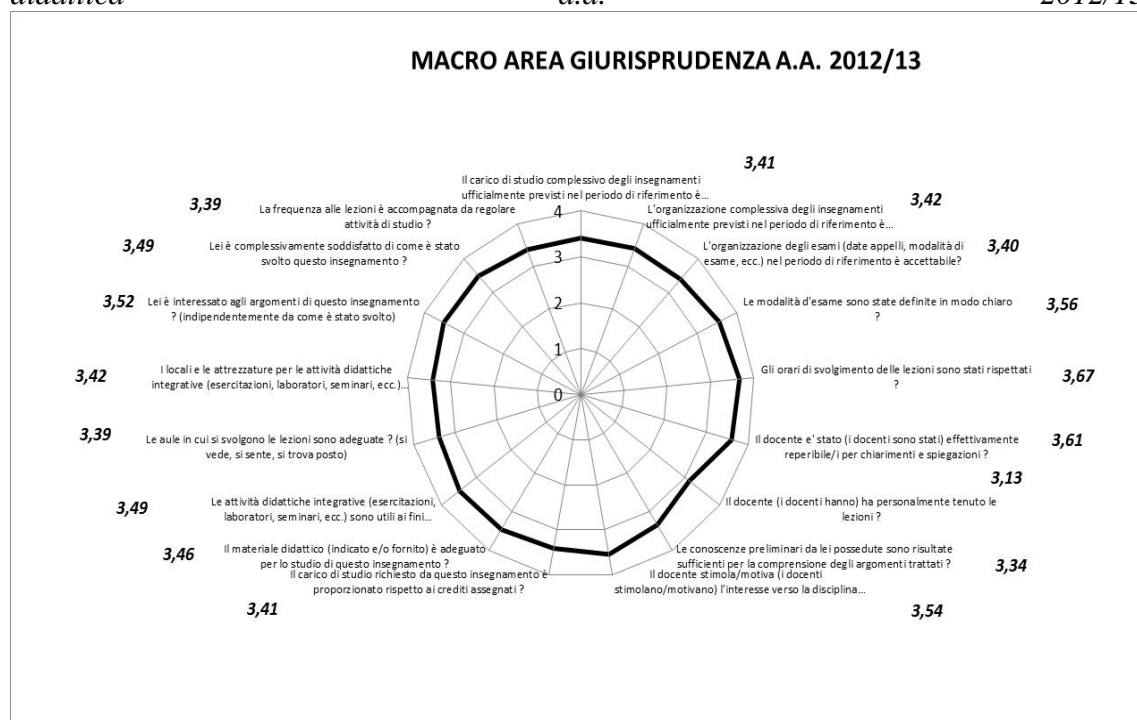 didattica a.a. 2012/13
MACRO AREA GIURISPRUDENZA A.A. 2012/13
3,41
Il carico di studio complessivo degli insegnamenti
ufficialmente previsti nel periodo di riferimento è...
3,42
L'organizzazione complessiva degli insegnamenti
ufficialmente previsti nel periodo di riferimento è...
3,40
L'organizzazione degli esami (date appelli, modalità di
esame, ecc.) nel periodo di riferimento è accettabile?
3,56
Le modalità d'esame sono state definite in modo chiaro
?
3,67
Gli orari di svolgimento delle lezioni sono stati rispettati
?
3,61
Il docente e' stato (i docenti sono stati) effettivamente
reperibile/i per chiarimenti e spiegazioni ?
3,13
Il docente (i docenti hanno) ha personalmente tenuto le
lezioni ?
3,34
Le conoscenze preliminari da lei possedute sono risultate
sufficienti per la comprensione degli argomenti trattati ?
3,54
Il docente stimola/motiva (i docenti
stimolano/motivano) l'interesse verso la disciplina...
3,41
Il carico di studio richiesto da questo insegnamento è
proporzionato rispetto ai crediti assegnati ?
3,46
Il materiale didattico (indicato e/o fornito) è adeguato
per lo studio di questo insegnamento ?
3,49
Le attività didattiche integrative (esercitazioni,
laboratori, seminari, ecc.) sono utili ai fini...
3,39
Le aule in cui si svolgono le lezioni sono adeguate ? (si
vede, si sente, si trova posto)
3,42
I locali e le attrezzature per le attività didattiche
integrative (esercitazioni, laboratori, seminari, ecc.)...
3,52
Lei è interessato agli argomenti di questo insegnamento
? (indipendentemente da come è stato svolto)
3,49
Lei è complessivamente soddisfatto di come è stato
svolto questo insegnamento ?
3,39
La frequenza alle lezioni è accompagnata da regolare
attività di studio ?
4
3
2
1
0